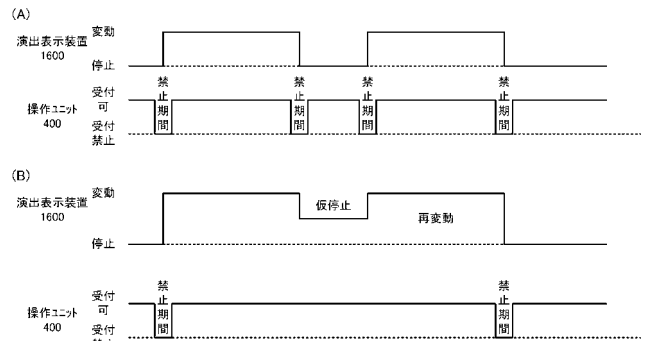 (A)
演出表示装置
1600
変動
停止
操作ユニット
400
受付
可
受付
禁止
禁止期間
禁止期間
禁止期間
禁止期間
(B)
演出表示装置
1600
変動
停止
仮停止
再変動
操作ユニット
400
受付
可
受付
禁止期間
禁止期間